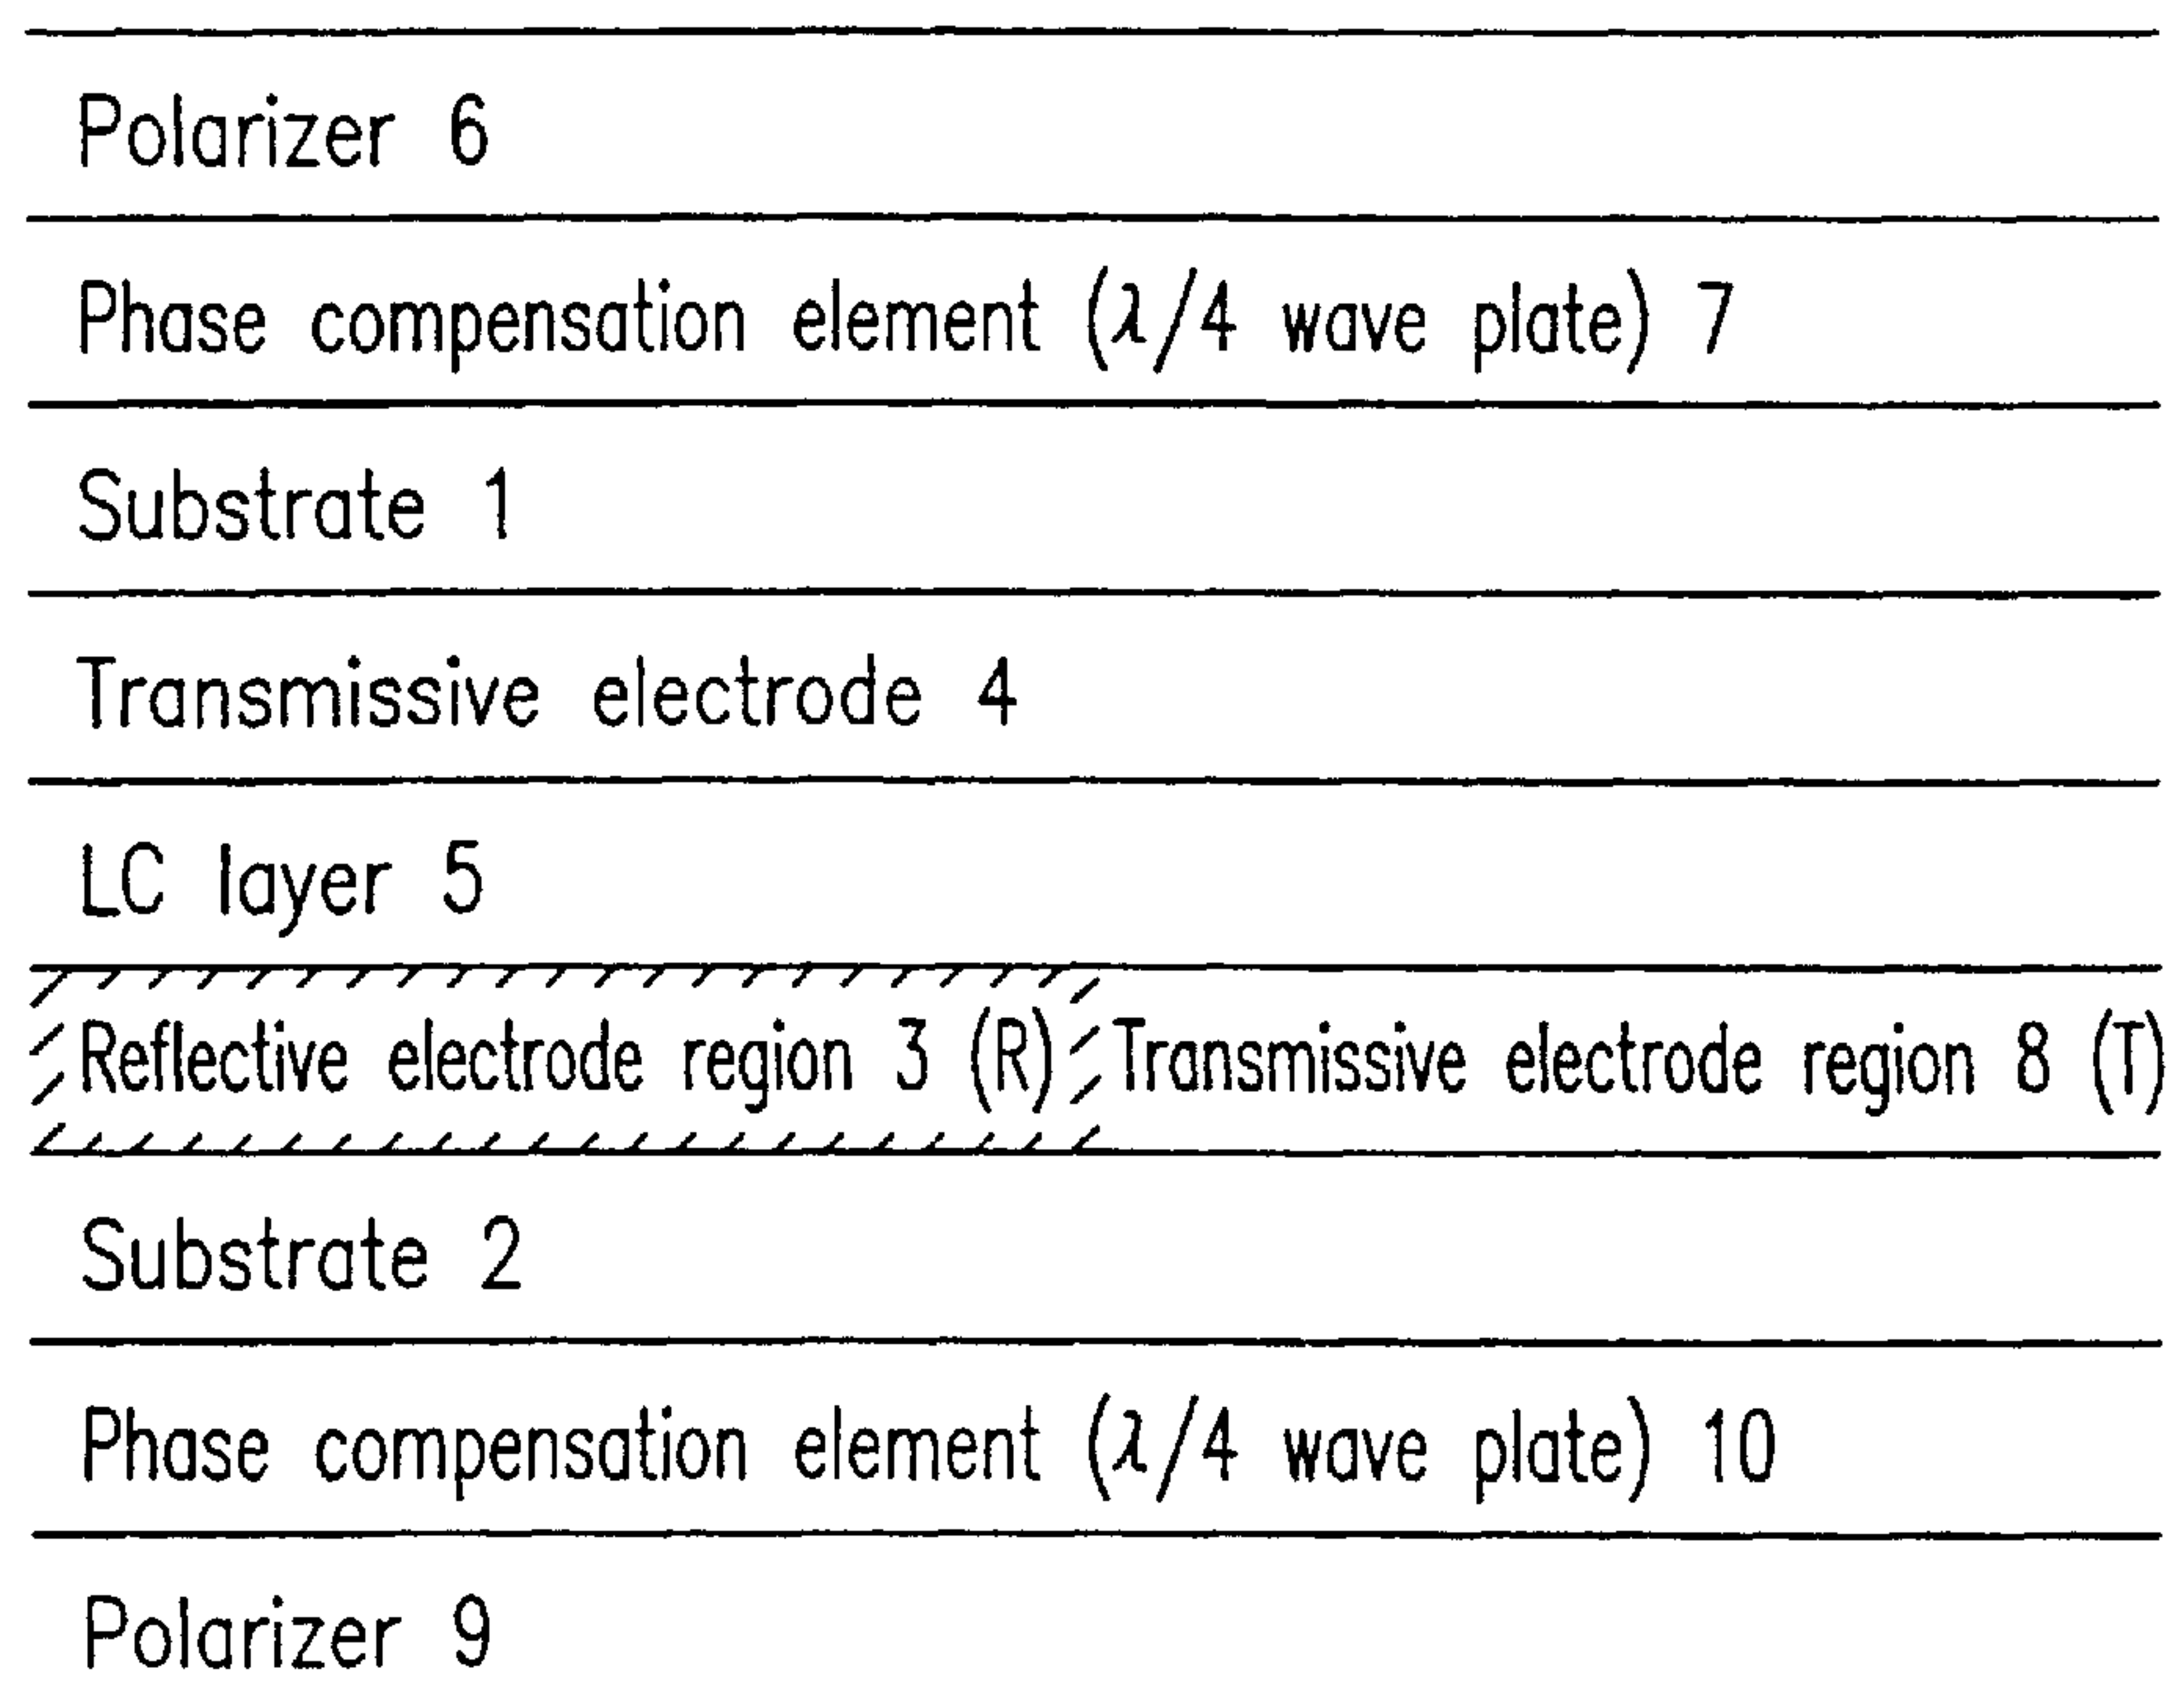 Polarizer 6
Phase compensation element (λ/4 wave plate) 7
Substrate 1
Transmissive electrode 4
LC layer 5
Reflective electrode region 3 (R) Transmissive electrode region 8 (T)
Substrate 2
Phase compensation element (λ/4 wave plate) 10
Polarizer 9